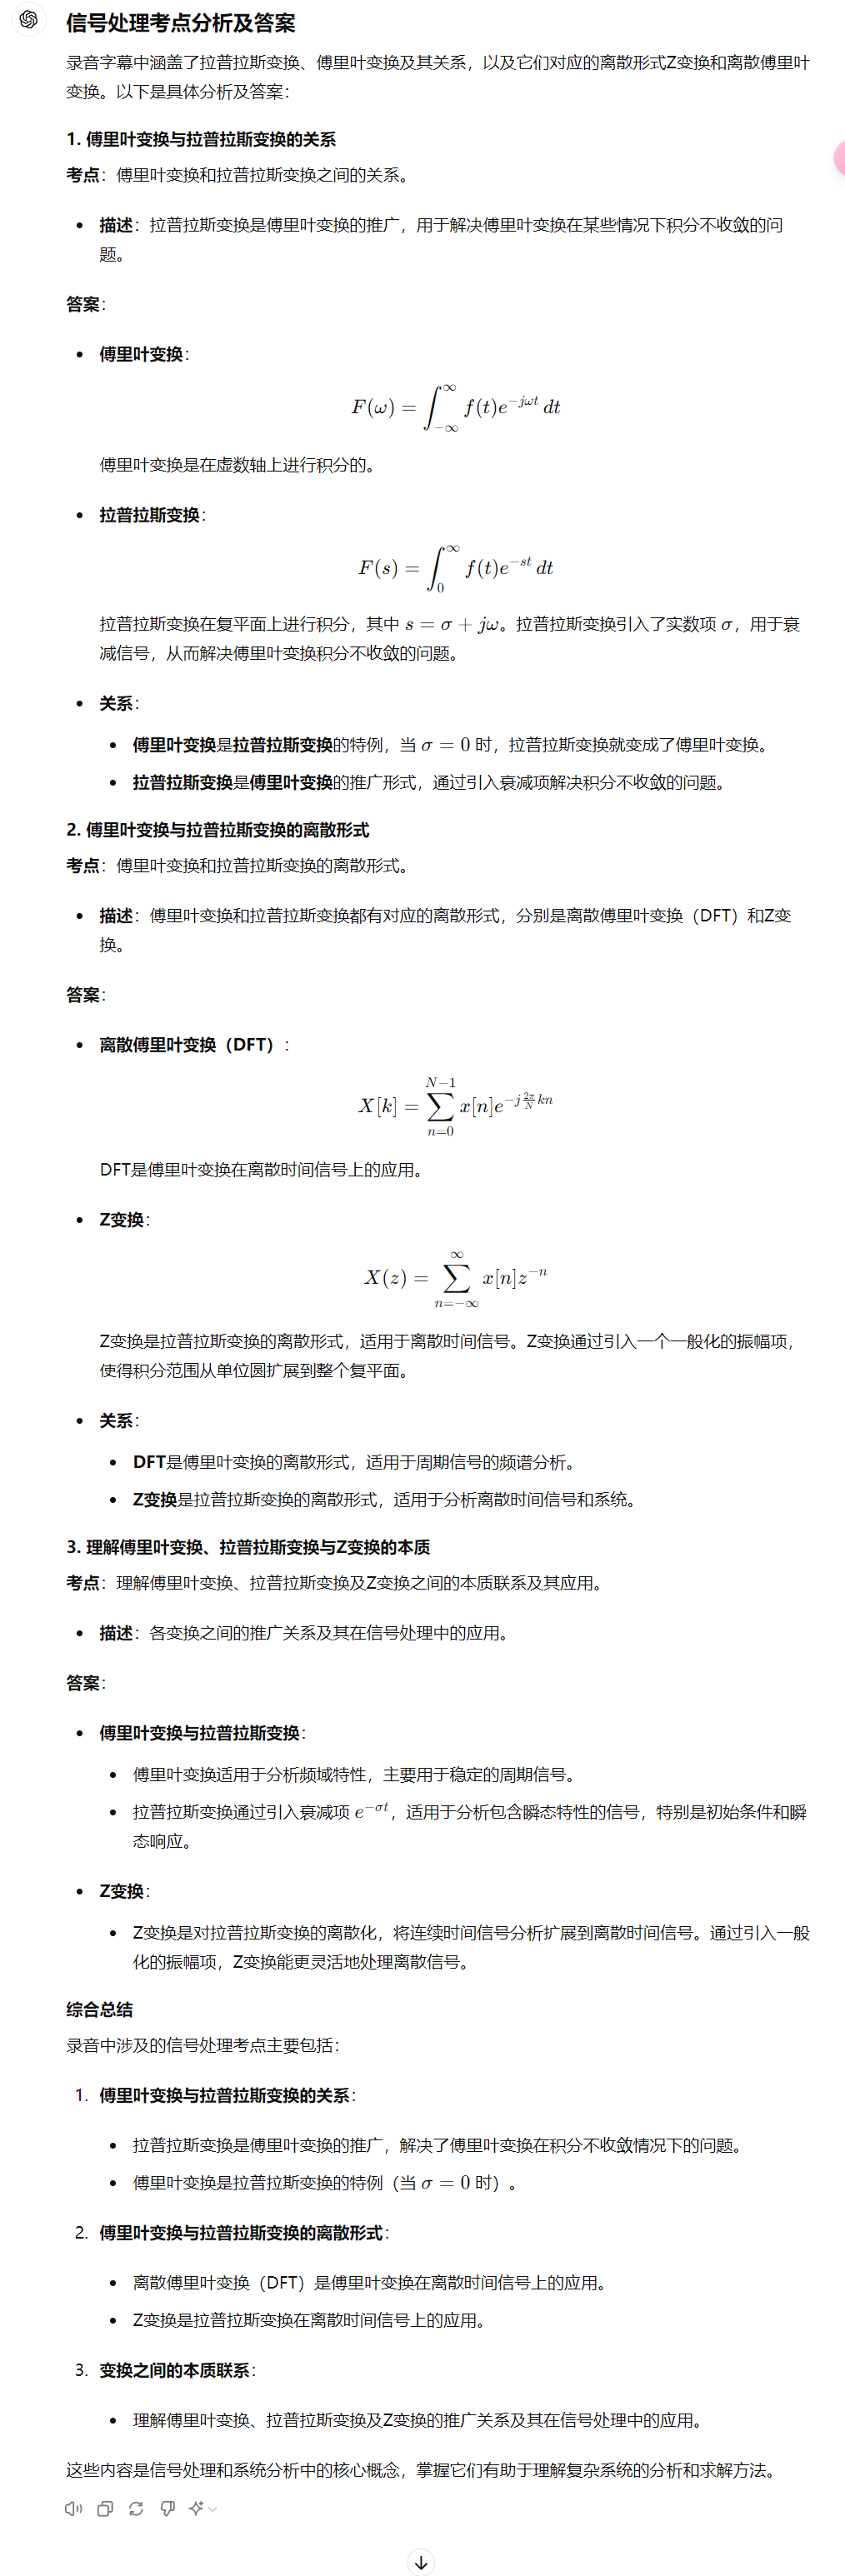 信号处理考点分析及答案
录音字幕中涵盖了拉普拉斯变换、傅里叶变换及其关系，以及它们对应的离散形式Z变换和离散傅里叶
变换。以下是具体分析及答案：
1. 傅里叶变换与拉普拉斯变换的关系
考点：傅里叶变换和拉普拉斯变换之间的关系。
• 描述：拉普拉斯变换是傅里叶变换的推广，用于解决傅里叶变换在某些情况下积分不收敛的问
题。
答案：
• 傅里叶变换：
F(ω) = ∫_{-∞}^{∞} f(t)e^{-jωt} dt
傅里叶变换是在虚数轴上进行积分的。
• 拉普拉斯变换：
F(s) = ∫_{0}^{∞} f(t)e^{-st} dt
拉普拉斯变换在复平面上进行积分，其中 s = σ + jω。拉普拉斯变换引入了实数项 σ，用于衰
减信号，从而解决傅里叶变换积分不收敛的问题。
• 关系：
• 傅里叶变换是拉普拉斯变换的特例，当 σ = 0 时，拉普拉斯变换就变成了傅里叶变换。
• 拉普拉斯变换是傅里叶变换的推广形式，通过引入衰减项解决积分不收敛的问题。
2. 傅里叶变换与拉普拉斯变换的离散形式
考点：傅里叶变换和拉普拉斯变换的离散形式。
• 描述：傅里叶变换和拉普拉斯变换都有对应的离散形式，分别是离散傅里叶变换（DFT）和Z变
换。
答案：
• 离散傅里叶变换（DFT）：
X[k] = ∑_{n=0}^{N-1} x[n]e^{-j\frac{2π}{N}kn}
DFT是傅里叶变换在离散时间信号上的应用。
• Z变换：
X(z) = ∑_{n=-∞}^{∞} x[n]z^{-n}
Z变换是拉普拉斯变换的离散形式，适用于离散时间信号。Z变换通过引入一个一般化的振幅项，
使得积分范围从单位圆扩展到整个复平面。
• 关系：
• DFT是傅里叶变换的离散形式，适用于周期信号的频谱分析。
• Z变换是拉普拉斯变换的离散形式，适用于分析离散时间信号和系统。
3. 理解傅里叶变换、拉普拉斯变换与Z变换的本质
考点：理解傅里叶变换、拉普拉斯变换及Z变换之间的本质联系及其应用。
• 描述：各变换之间的推广关系及其在信号处理中的应用。
答案：
• 傅里叶变换与拉普拉斯变换：
• 傅里叶变换适用于分析频域特性，主要用于稳定的周期信号。
• 拉普拉斯变换通过引入衰减项 e^{-σt}，适用于分析包含瞬态特性的信号，特别是初始条件和瞬
态响应。
• Z变换：
• Z变换是对拉普拉斯变换的离散化，将连续时间信号分析扩展到离散时间信号。通过引入一般
化的振幅项，Z变换能更灵活地处理离散信号。
综合总结
录音中涉及的信号处理考点主要包括：
1. 傅里叶变换与拉普拉斯变换的关系：
• 拉普拉斯变换是傅里叶变换的推广，解决了傅里叶变换在积分不收敛情况下的问题。
• 傅里叶变换是拉普拉斯变换的特例（当 σ = 0 时）。
2. 傅里叶变换与拉普拉斯变换的离散形式：
• 离散傅里叶变换（DFT）是傅里叶变换在离散时间信号上的应用。
• Z变换是拉普拉斯变换在离散时间信号上的应用。
3. 变换之间的本质联系：
• 理解傅里叶变换、拉普拉斯变换及Z变换的推广关系及其在信号处理中的应用。
这些内容是信号处理和系统分析中的核心概念，掌握它们有助于理解复杂系统的分析和求解方法。